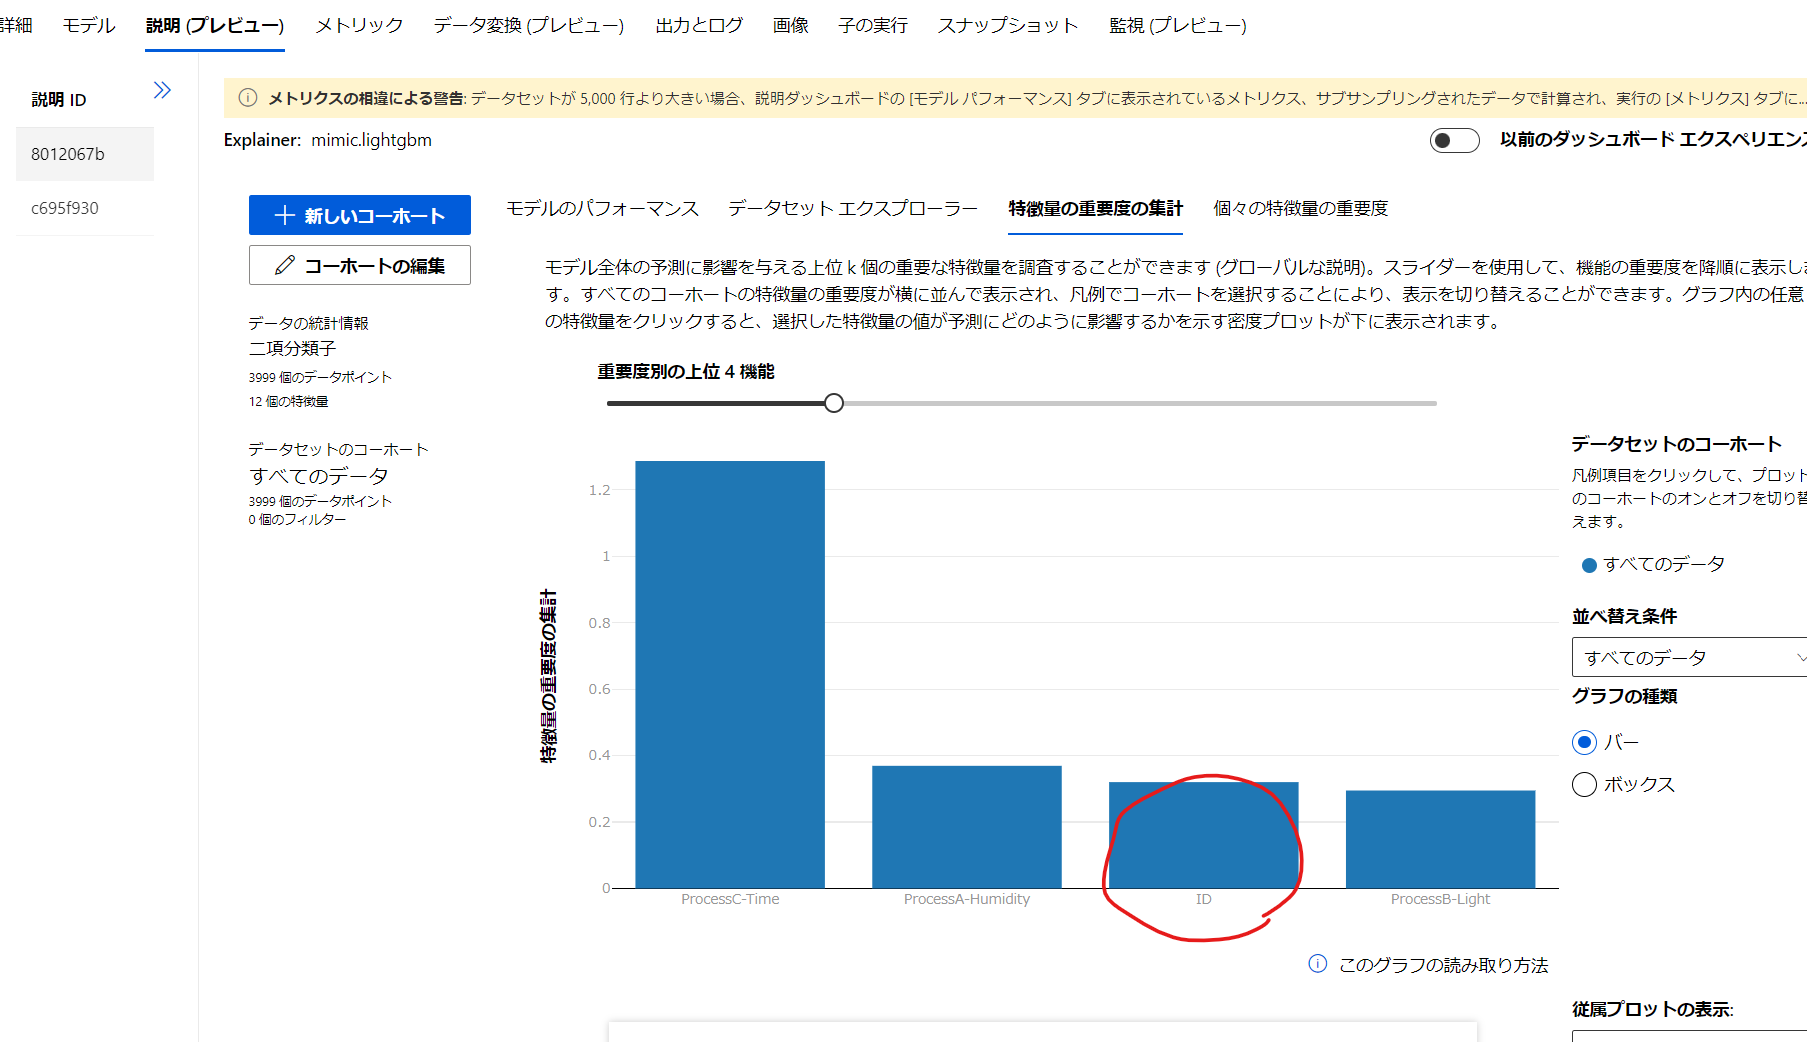 詳細 モデル 説明 (プレビュー) メトリック データ変換 (プレビュー) 出力とログ 画像 子の実行 スナップショット 監視 (プレビュー)
説明 ID
8012067b
c695f930
メトリクスの相違による警告: データセットが 5,000 行より大きい場合、説明ダッシュボードの [モデル パフォーマンス] タブに表示されているメトリクス、サブサンプリングされたデータで計算され、実行の [メトリクス] タブに...
Explainer: mimic.lightgbm
以前のダッシュボード エクスペリエンス
新しいコーホート
コーホートの編集
データの統計情報
二項分類子
3999 個のデータポイント
12 個の特徴量
データセットのコーホート
すべてのデータ
3999 個のデータポイント
0 個のフィルター
モデルのパフォーマンス データセット エクスプローラー 特徴量の重要度の集計 個々の特徴量の重要度
モデル全体の予測に影響を与える上位 k 個の重要な特徴量を調査することができます (グローバルな説明)。スライダーを使用して、機能の重要度を降順に表示しま
す。すべてのコーホートの特徴量の重要度が横に並んで表示され、凡例でコーホートを選択することにより、表示を切り替えることができます。グラフ内の任意
の特徴量をクリックすると、選択した特徴量の値が予測にどのように影響するかを示す密度プロットが下に表示されます。
重要度別の上位 4 機能
特徴量の重要度の集計
1.2
1
0.8
0.6
0.4
0.2
0
ProcessC-Time ProcessA-Humidity ID ProcessB-Light
このグラフの読み取り方法
データセットのコーホート
凡例項目をクリックして、プロット
のコーホートのオンとオフを切り替
えます。
すべてのデータ
並べ替え条件
すべてのデータ
グラフの種類
バー
ボックス
従属プロットの表示: